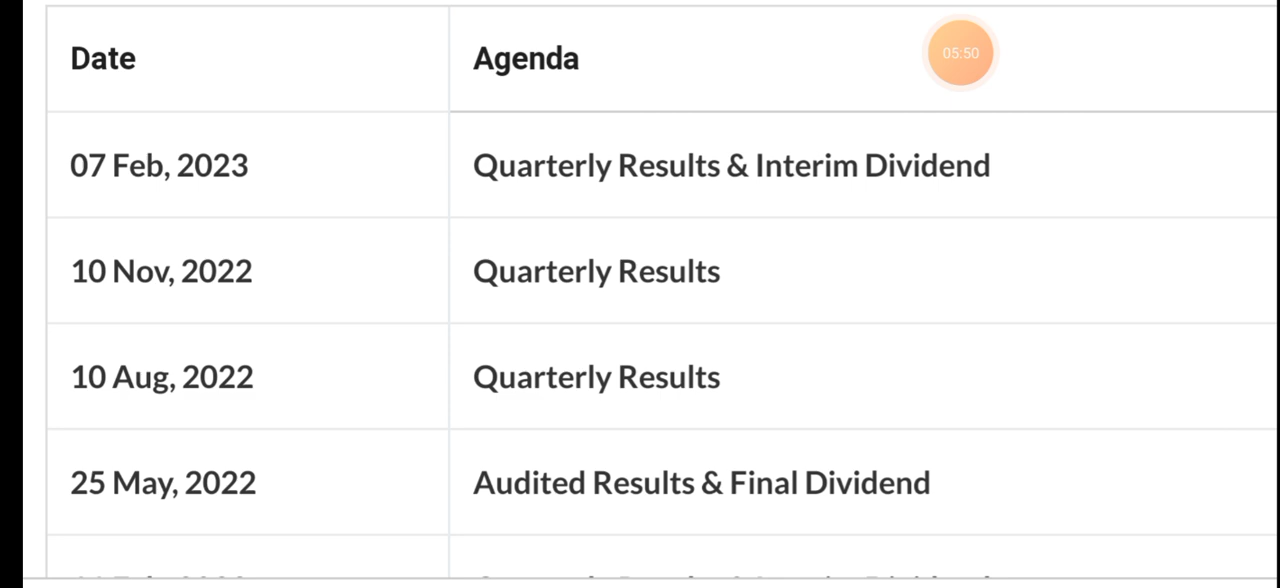 Date Agenda
05:50
07 Feb, 2023 Quarterly Results & Interim Dividend
10 Nov, 2022 Quarterly Results
10 Aug, 2022 Quarterly Results
25 May, 2022 Audited Results & Final Dividend